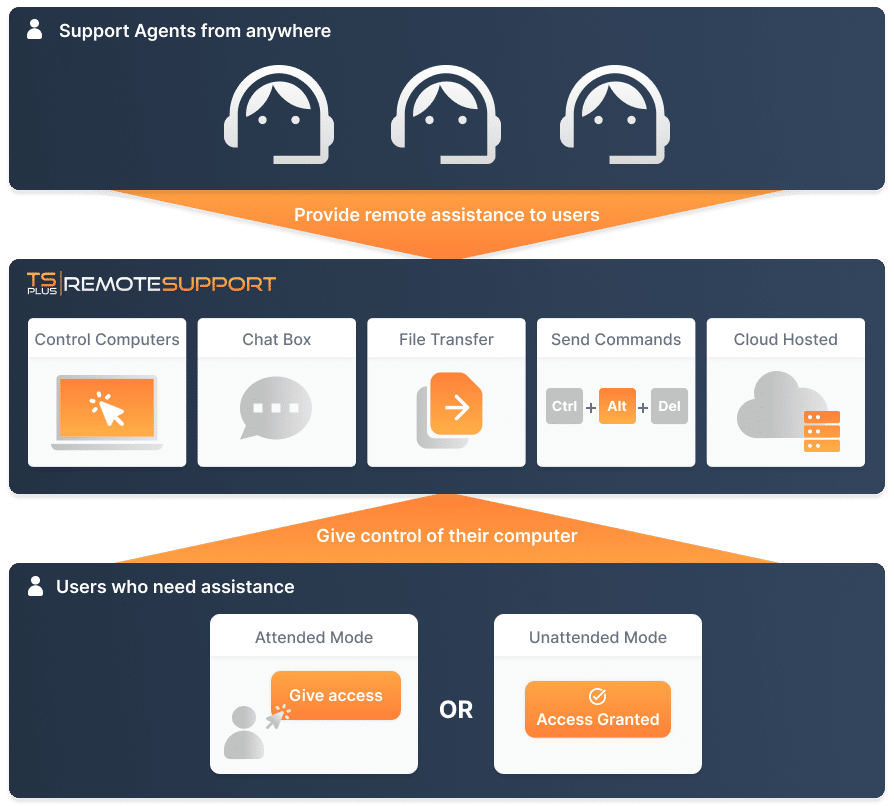 Support Agents from anywhere
Provide remote assistance to users
TS PLUS REMOTESUPPORT
Control Computers
Chat Box
File Transfer
Send Commands
Cloud Hosted
Ctrl + Alt + Del
Give control of their computer
Users who need assistance
Attended Mode
Unattended Mode
Give access
OR
Access Granted